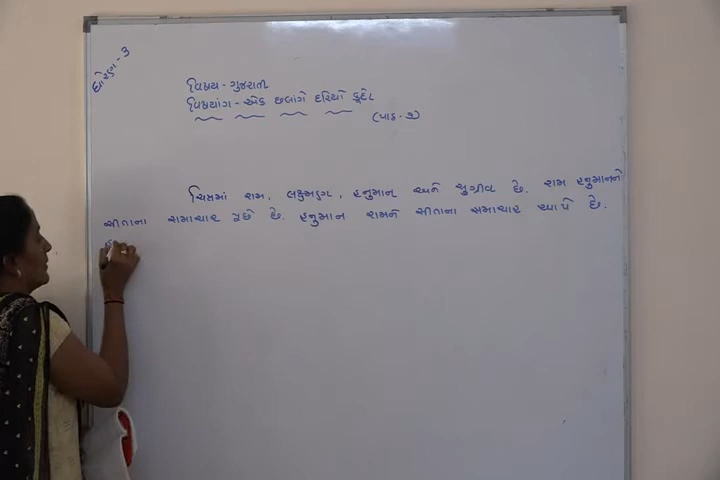 ધોરણ - ૩
વિષય - ગુજરાતી
વિષયાંગ - એક છલાંગે દરિયો કૂદે
(પાઠ - ૭)
ચિત્રમાં રામ, લક્ષ્મણ, હનુમાન અને સુગ્રીવ છે. રામ હનુમાનને
સીતાના સમાચાર પૂછે છે. હનુમાન રામને સીતાના સમાચાર આપે છે.